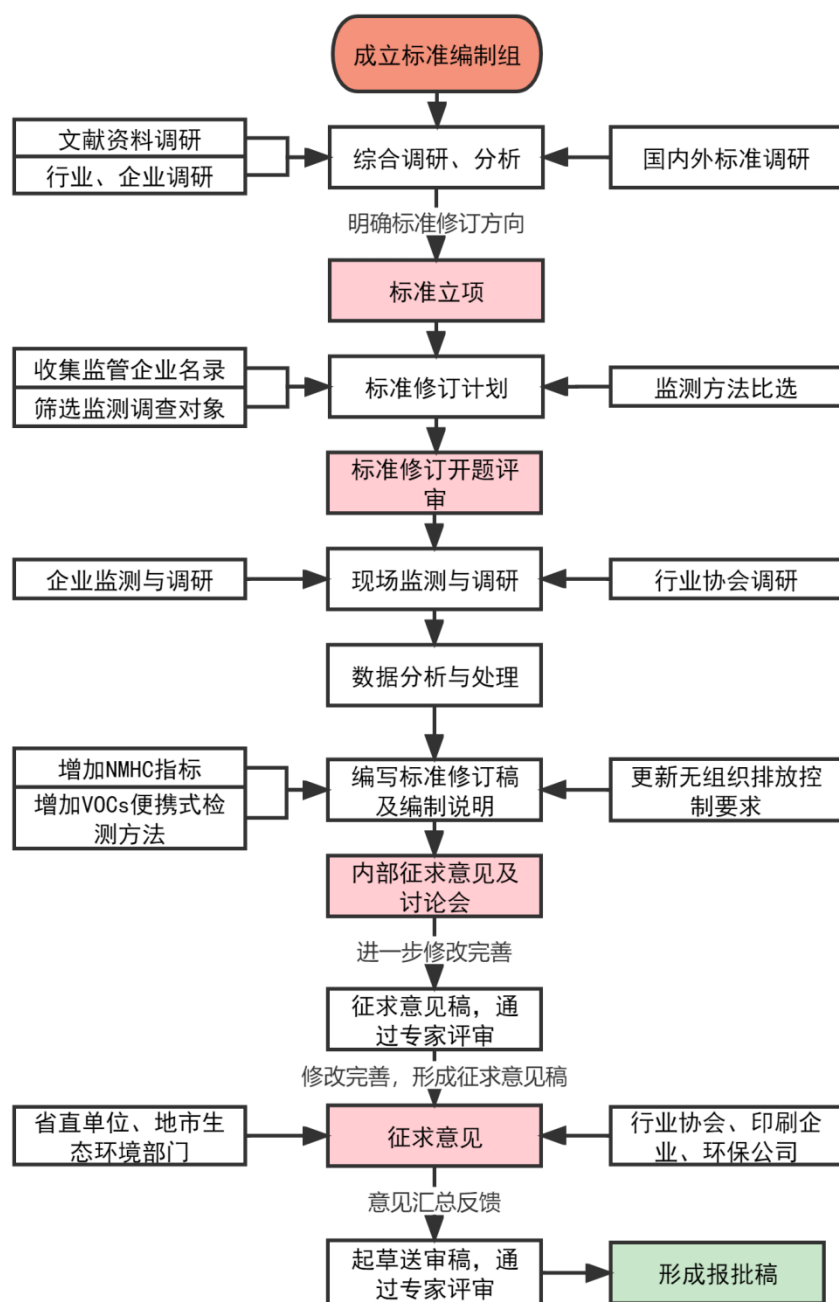 成立标准编制组
文献资料调研
行业、企业调研
综合调研、分析
国内外标准调研
明确标准修订方向
标准立项
收集监管企业名录
筛选监测调查对象
标准修订计划
监测方法比选
标准修订开题评
审
企业监测与调研
现场监测与调研
行业协会调研
数据分析与处理
增加NMHC指标
增加VOCs便携式检
测方法
编写标准修订稿
及编制说明
更新无组织排放控
制要求
内部征求意见及
讨论会
进一步修改完善
征求意见稿，通
过专家评审
修改完善，形成征求意见稿
省直单位、地市生
态环境部门
征求意见
行业协会、印刷企
业、环保公司
意见汇总反馈
起草送审稿，通
过专家评审
形成报批稿